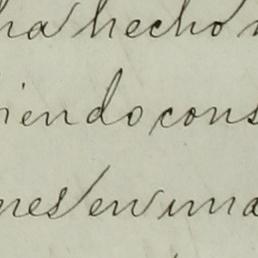 ha hecho
iendo cons
nes en una